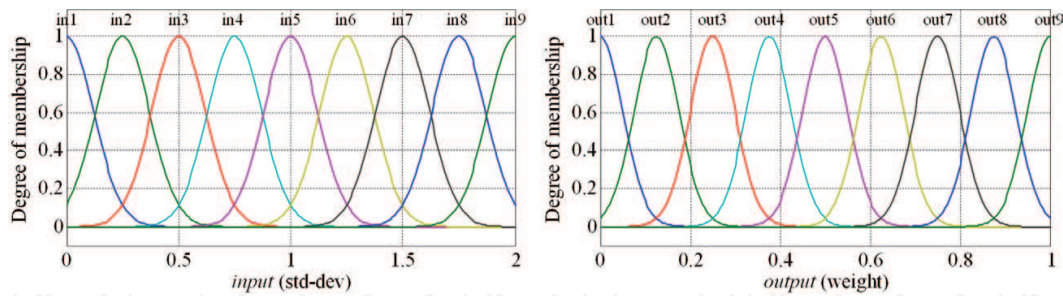 in1 in2 in3 in4 in5 in6 in7 in8 in9
Degree of membership
1
0.8
0.6
0.4
0.2
0
0 0.5 1 1.5 2
input (std-dev)
out1 out2 out3 out4 out5 out6 out7 out8 out9
Degree of membership
1
0.8
0.6
0.4
0.2
0
0 0.2 0.4 0.6 0.8 1
output (weight)